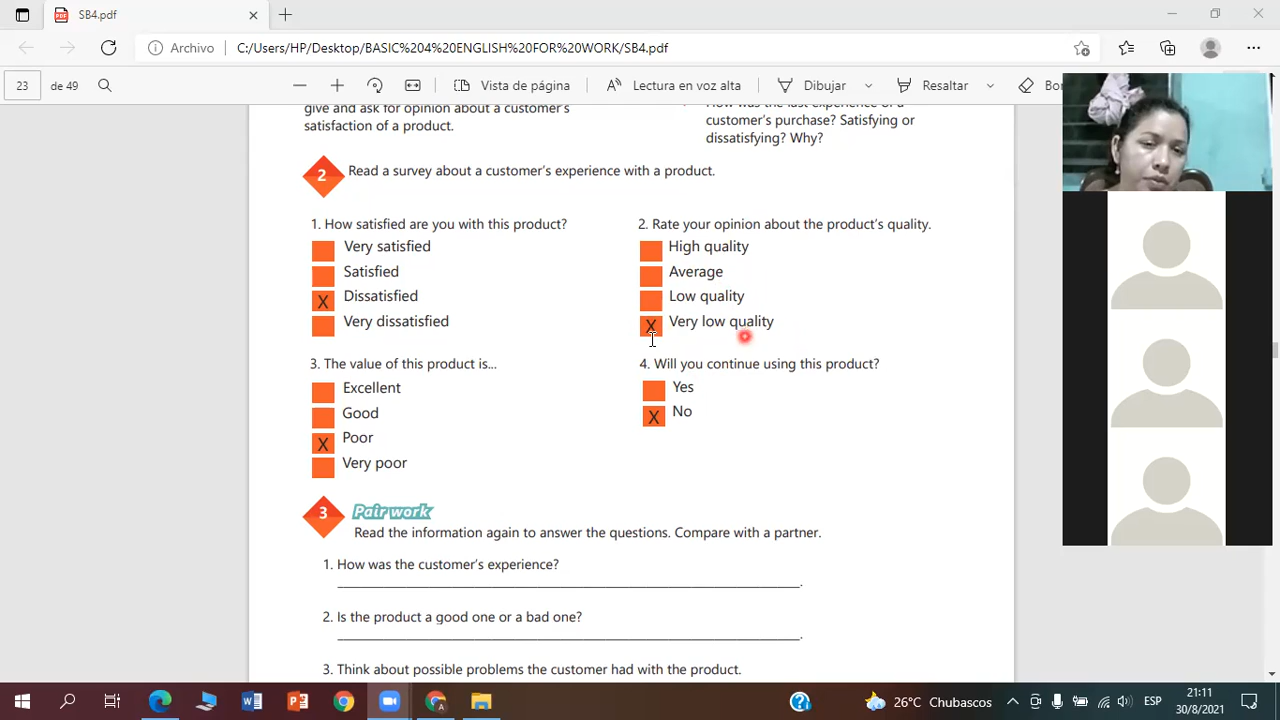 SB4.pdf
Archivo
C:/Users/HP/Desktop/BASIC%204%20ENGLISH%20FOR%20WORK/SB4.pdf
23 de 49
Vista de página
Lectura en voz alta
Dibujar
Resaltar
Bor
give and ask for opinion about a customer's
satisfaction of a product.
How was the last experience of a
customer's purchase? Satisfying or
dissatisfying? Why?
2 Read a survey about a customer's experience with a product.
1. How satisfied are you with this product?
Very satisfied
Satisfied
X Dissatisfied
Very dissatisfied
2. Rate your opinion about the product's quality.
High quality
Average
Low quality
X Very low quality
3. The value of this product is...
Excellent
Good
X Poor
Very poor
4. Will you continue using this product?
Yes
X No
3 Pair work
Read the information again to answer the questions. Compare with a partner.
1. How was the customer's experience?
.
2. Is the product a good one or a bad one?
.
3. Think about possible problems the customer had with the product.
26°C Chubascos
ESP
21:11
30/8/2021